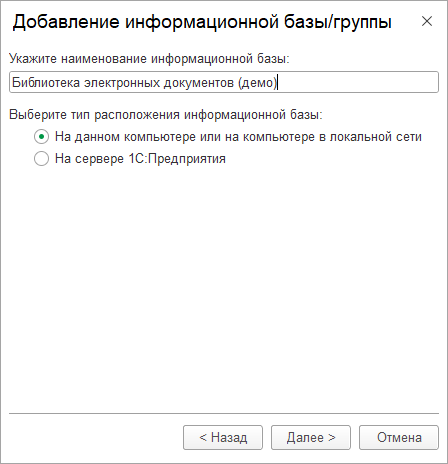 Добавление информационной базы/группы
Укажите наименование информационной базы:
Библиотека электронных документов (демо)
Выберите тип расположения информационной базы:
На данном компьютере или на компьютере в локальной сети
На сервере 1С:Предприятия
< Назад Далее > Отмена